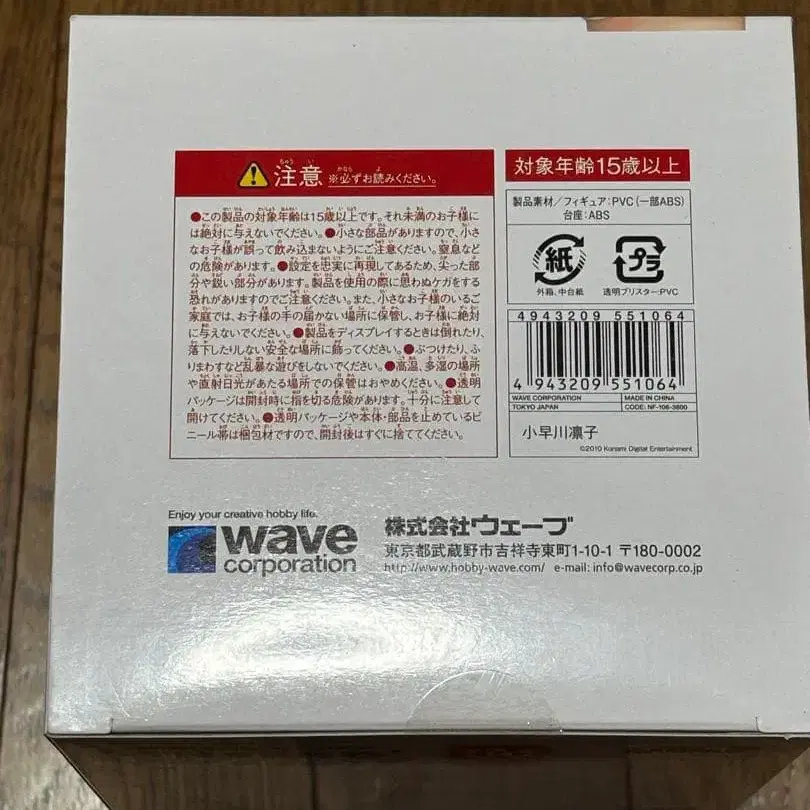 注意 ※必ずお読みください。
●この製品の対象年齢は15歳以上です。それ未満のお子様に
は絶対に与えないでください。●小さな部品がありますので、小さ
なお子様が誤って飲み込まないようにご注意ください。窒息など
の危険があります。●設定を忠実に再現してあるため、尖った部
分や鋭い部分があります。製品を使用の際に思わぬケガをする
恐れがありますのでご注意ください。また、小さなお子様のいるご
家庭では、お子様の手の届かない場所に保管し、お子様に絶対
に与えないでください。●製品をディスプレイするときは倒れたり、
落下したりしない安全な場所に飾ってください。●ぶつけたり、ふ
りまわすなど乱暴な遊びをしないでください。●高温、多湿の場所
や直射日光があたる場所での保管はおやめください。●透明
パッケージは開封時に指を切る危険があります。十分に注意して
開けてください。●透明パッケージや本体・部品を止めているビ
ニール帯は梱包材ですので、開封後はすぐに捨ててください。
対象年齢15歳以上
製品素材/フィギュア:PVC(一部ABS)
台座:ABS
紙
プラ
外箱、中台紙
透明ブリスター:PVC
4943209 551064
4 943209 551064
WAVE CORPORATION MADE IN CHINA
TOKYO JAPAN CODE: NF-106-3800
小早川凛子
©2010 Konami Digital Entertainment
Enjoy your creative hobby life.
wave
corporation
株式会社ウェーブ
東京都武蔵野市吉祥寺東町1-10-1 〒180-0002
http://www.hobby-wave.com/ e-mail: info@wavecorp.co.jp